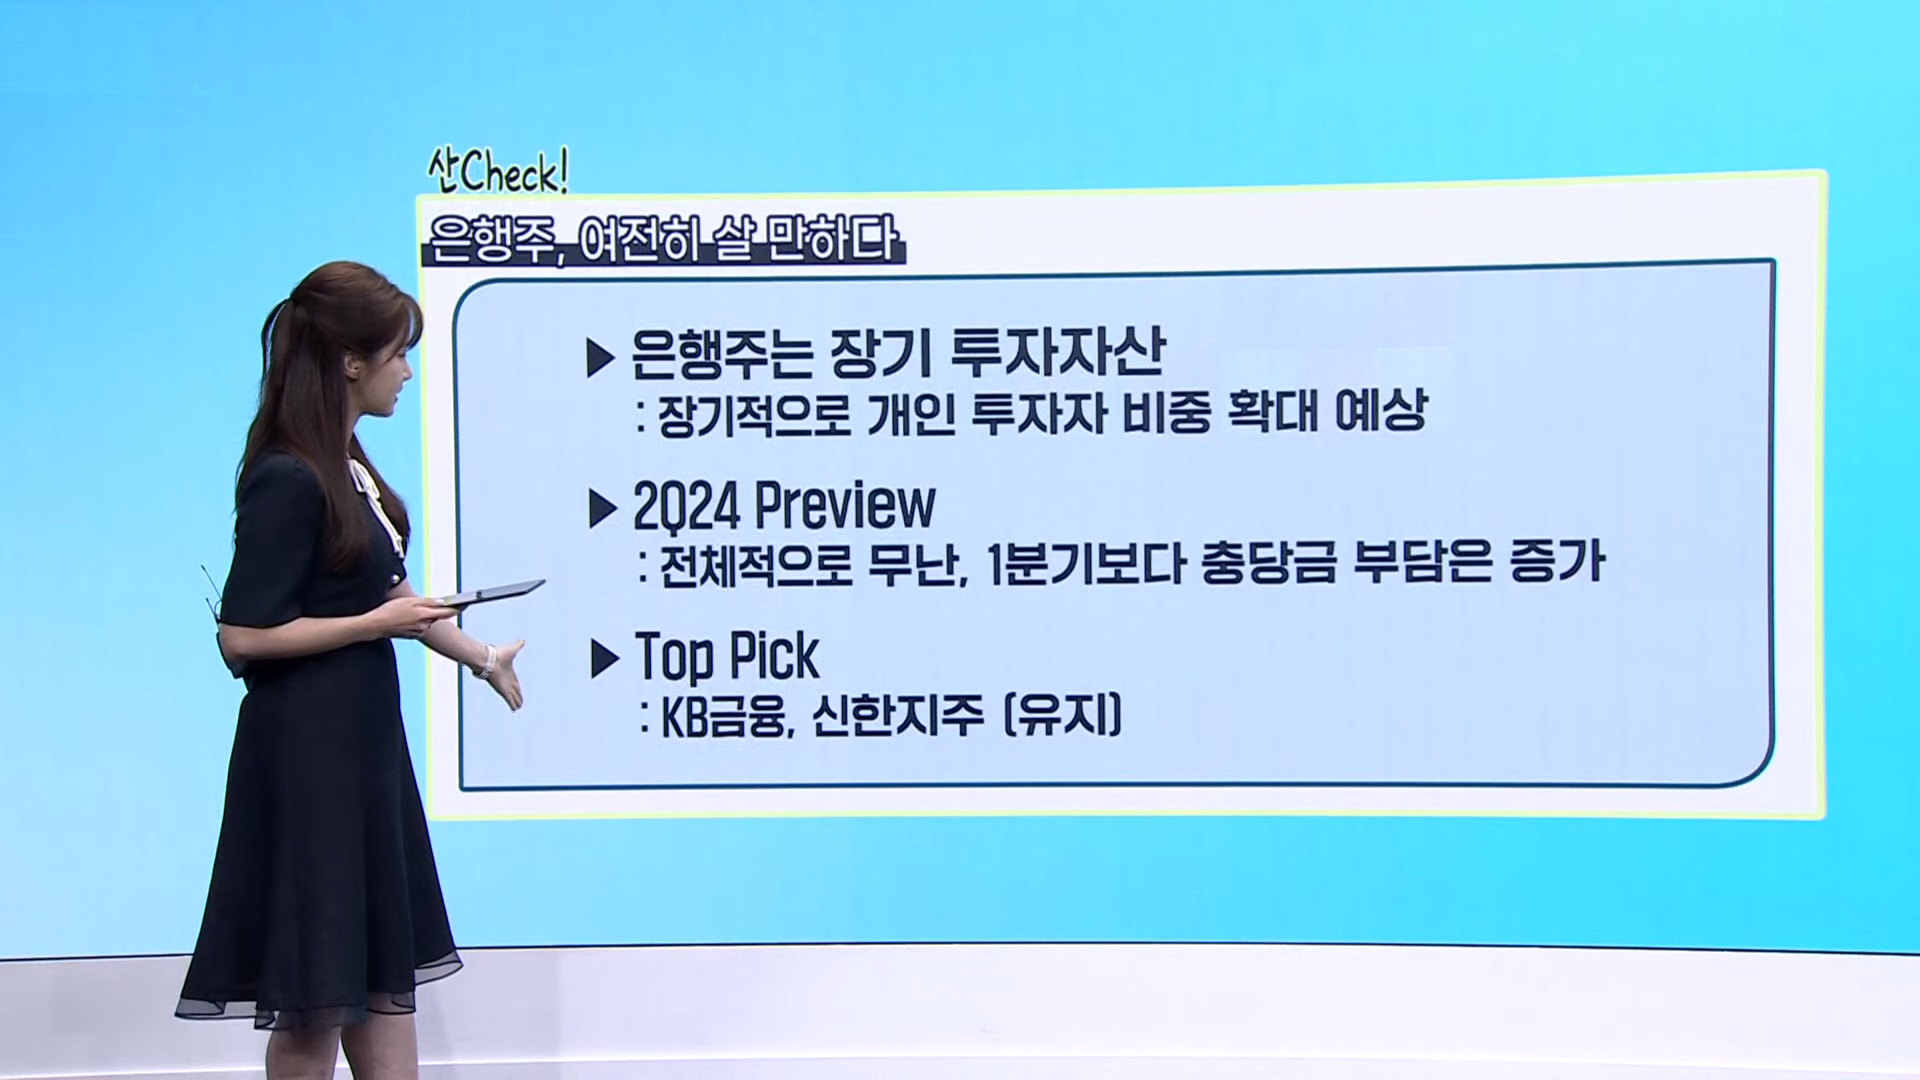 산Check!
은행주, 여전히 살 만하다
▶ 은행주는 장기 투자자산
: 장기적으로 개인 투자자 비중 확대 예상
▶ 2Q24 Preview
: 전체적으로 무난, 1분기보다 충당금 부담은 증가
▶ Top Pick
: KB금융, 신한지주 (유지)